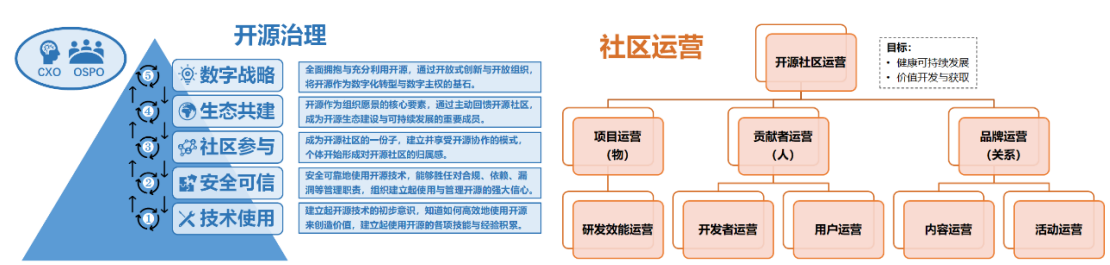 开源治理
CXO OSPO
⑤ 数字战略
全面拥抱与充分利用开源，通过开放式创新与开放组织，
将开源作为数字化转型与数字主权的基石。
④ 生态共建
开源作为组织愿景的核心要素，通过主动回馈开源社区，
成为开源生态建设与可持续发展的重要成员。
③ 社区参与
成为开源社区的一份子，建立并享受开源协作的模式，
个体开始形成对开源社区的归属感。
② 安全可信
安全可靠地使用开源技术，能够胜任对合规、依赖、漏
洞等管理职责，组织建立起使用与管理开源的强大信心。
① 技术使用
建立起开源技术的初步意识，知道如何高效地使用开源
来创造价值，建立起使用开源的各项技能与经验积累。
社区运营
开源社区运营
目标：
• 健康可持续发展
• 价值开发与获取
项目运营
（物）
贡献者运营
（人）
品牌运营
（关系）
研发效能运营
开发者运营
用户运营
内容运营
活动运营